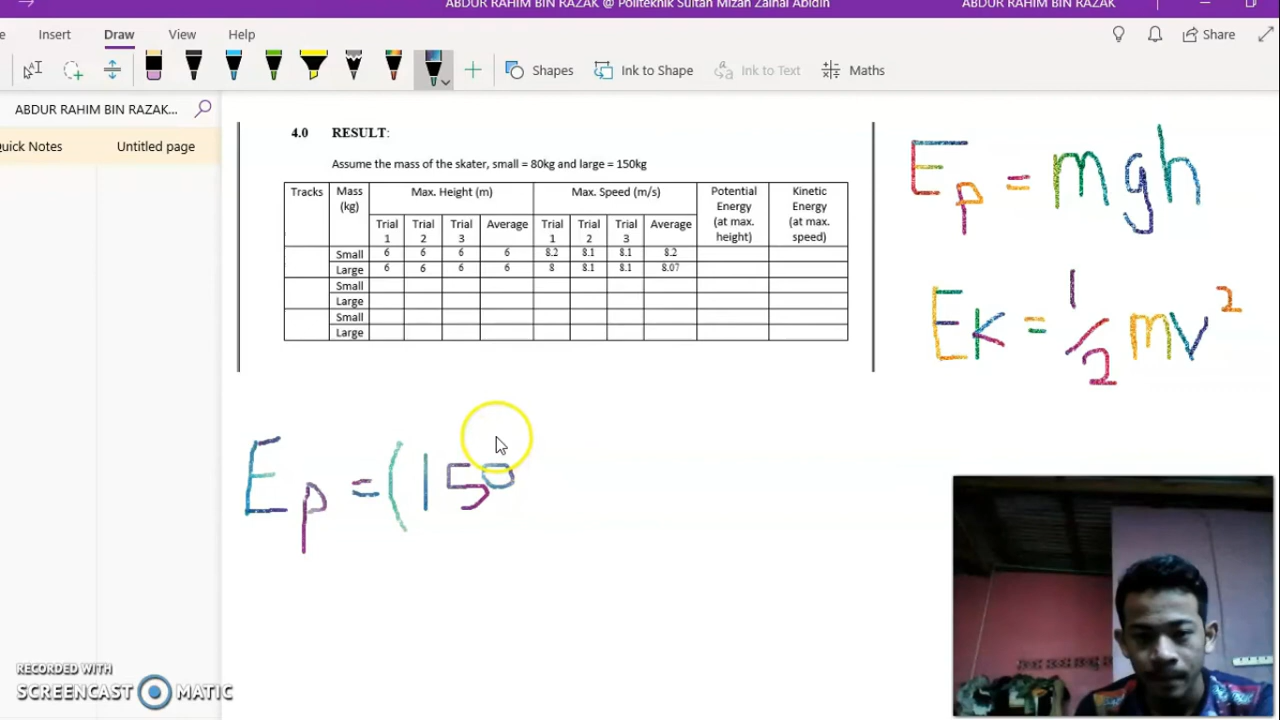 ABDUR RAHIM BIN RAZAK @ Politeknik Sultan Mizan Zainal Abidin
ABDUR RAHIM BIN RAZAK
Insert Draw View Help
Share
Shapes Ink to Shape Ink to Text Maths
ABDUR RAHIM BIN RAZAK...
Quick Notes Untitled page
4.0 RESULT:
Assume the mass of the skater, small = 80kg and large = 150kg
Tracks Mass (kg) Max. Height (m) Max. Speed (m/s) Potential Energy (at max. height) Kinetic Energy (at max. speed)
Trial 1 Trial 2 Trial 3 Average Trial 1 Trial 2 Trial 3 Average
Small 6 6 6 6 8.2 8.1 8.1 8.2
Large 6 6 6 6 8 8.1 8.1 8.07
Small
Large
Small
Large
Ep = mgh
Ek = 1/2 mv²
Ep = (150
RECORDED WITH
SCREENCAST MATIC